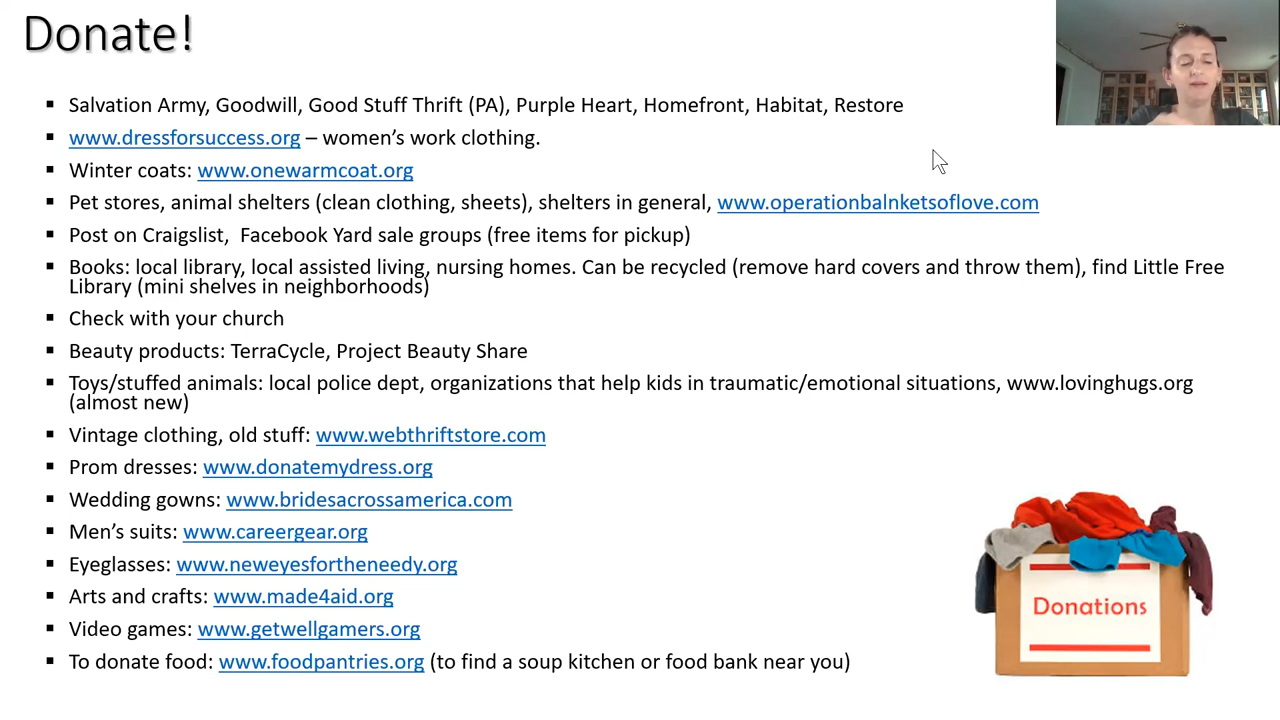 Donate!
▪ Salvation Army, Goodwill, Good Stuff Thrift (PA), Purple Heart, Homefront, Habitat, Restore
▪ www.dressforsuccess.org – women's work clothing.
▪ Winter coats: www.onewarmcoat.org
▪ Pet stores, animal shelters (clean clothing, sheets), shelters in general, www.operationbalnketsoflove.com
▪ Post on Craigslist,  Facebook Yard sale groups (free items for pickup)
▪ Books: local library, local assisted living, nursing homes. Can be recycled (remove hard covers and throw them), find Little Free
Library (mini shelves in neighborhoods)
▪ Check with your church
▪ Beauty products: TerraCycle, Project Beauty Share
▪ Toys/stuffed animals: local police dept, organizations that help kids in traumatic/emotional situations, www.lovinghugs.org
(almost new)
▪ Vintage clothing, old stuff: www.webthriftstore.com
▪ Prom dresses: www.donatemydress.org
▪ Wedding gowns: www.bridesacrossamerica.com
▪ Men's suits: www.careergear.org
▪ Eyeglasses: www.neweyesfortheneedy.org
▪ Arts and crafts: www.made4aid.org
▪ Video games: www.getwellgamers.org
▪ To donate food: www.foodpantries.org (to find a soup kitchen or food bank near you)
Donations